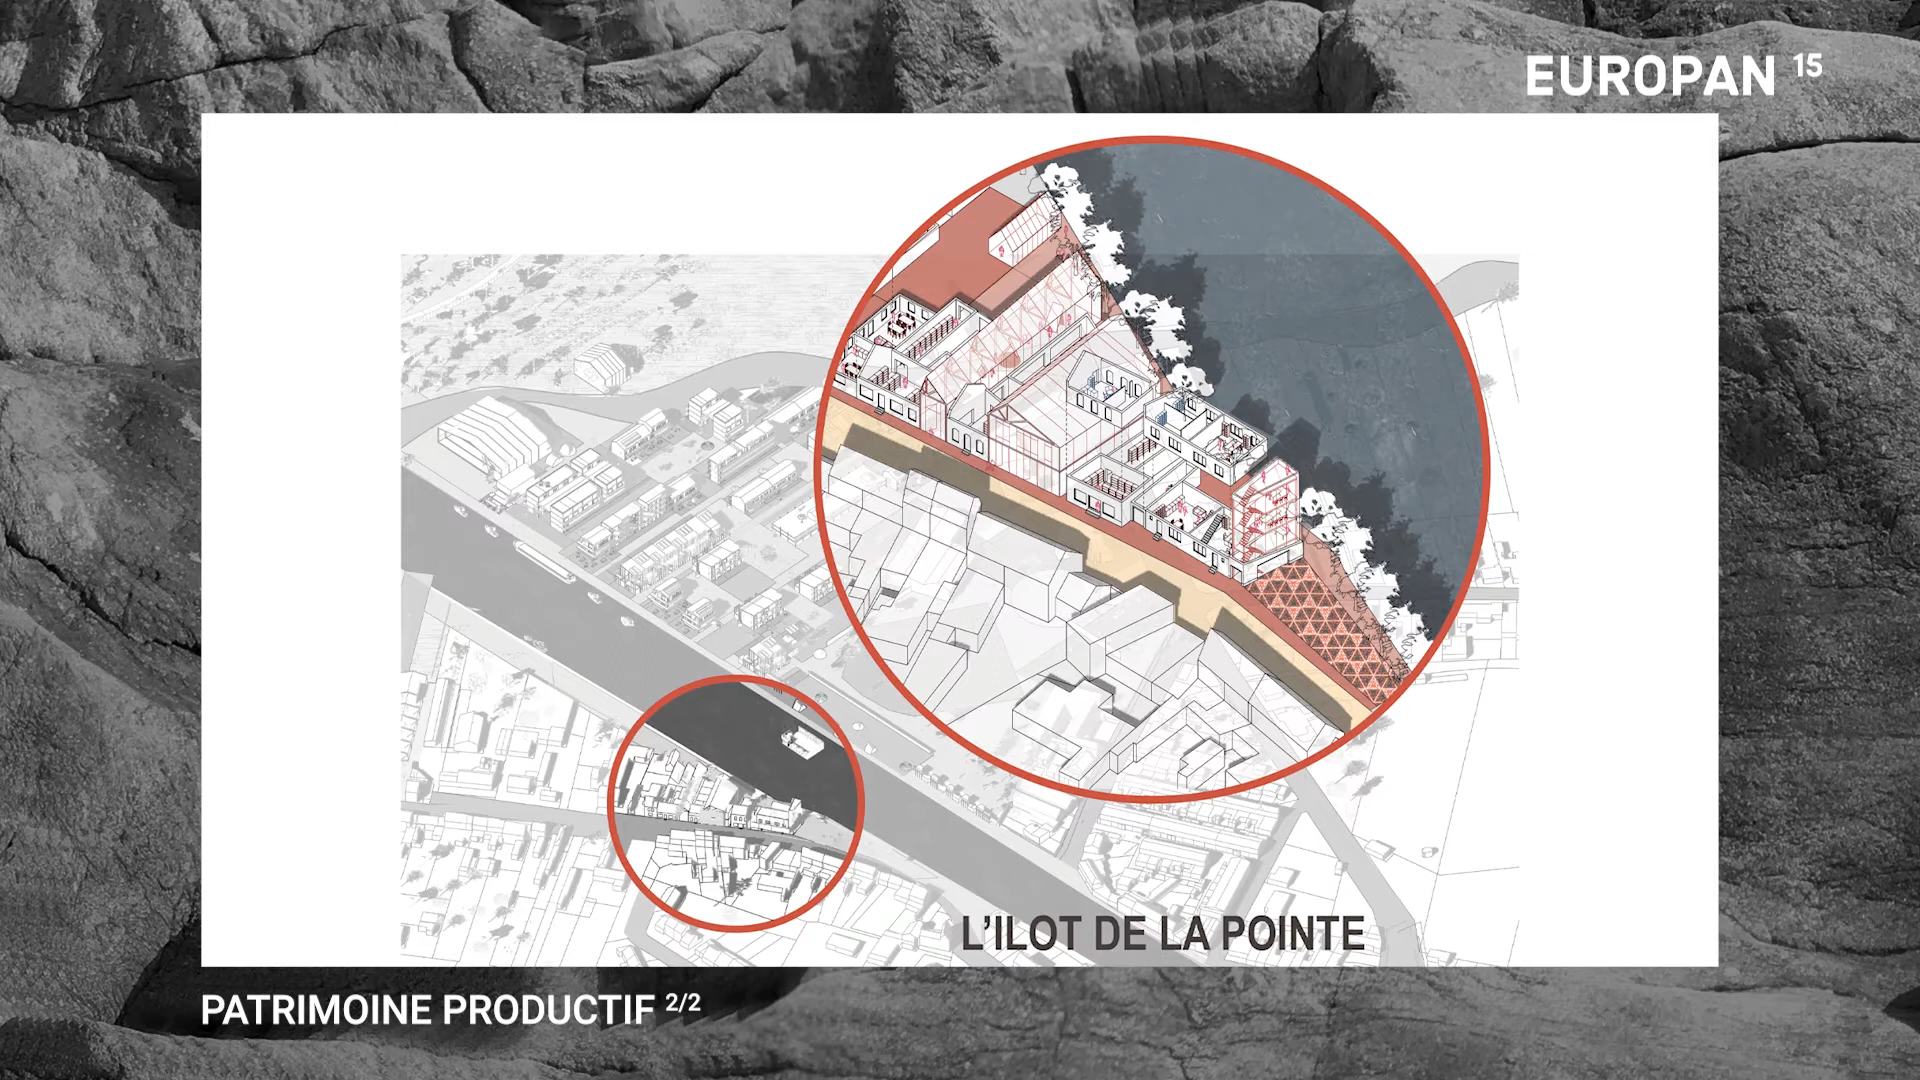 EUROPAN 15
L'ILOT DE LA POINTE
PATRIMOINE PRODUCTIF 2/2